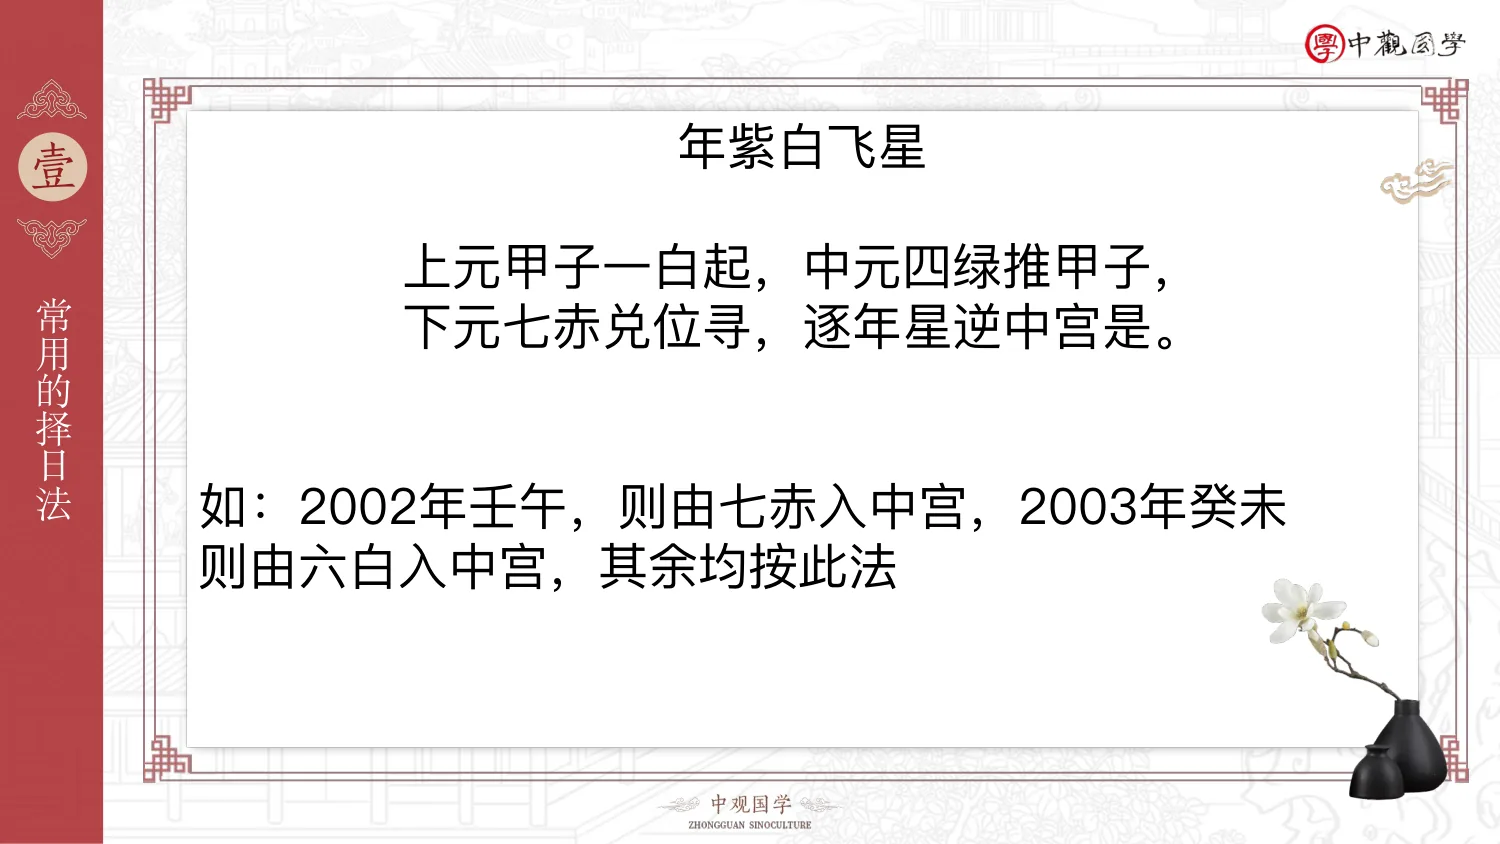 學中觀国學
壹
常用的择日法
年紫白飞星
上元甲子一白起，中元四绿推甲子，
下元七赤兑位寻，逐年星逆中宫是。
如：2002年壬午，则由七赤入中宫，2003年癸未
则由六白入中宫，其余均按此法
中观国学
ZHONGGUAN SINOCULTURE